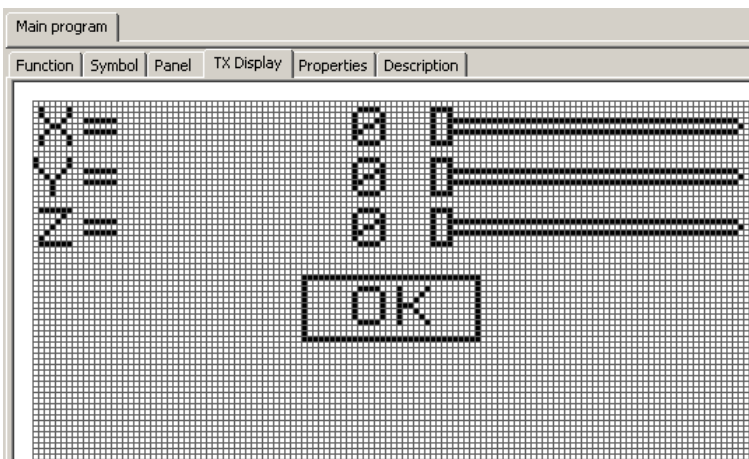 Main program
Function Symbol Panel TX Display Properties Description
X= 0
Y= 0
Z= 0
OK